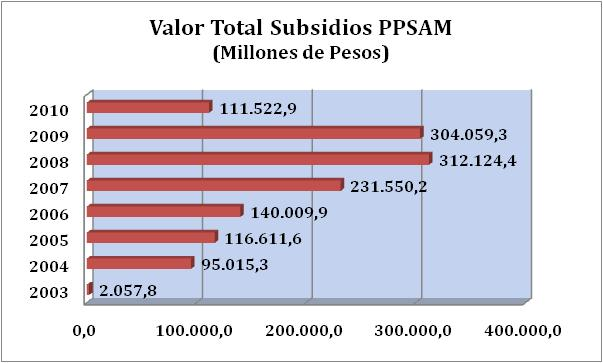 Valor Total Subsidios PPSAM
(Millones de Pesos)
2010 111.522,9
2009 304.059,3
2008 312.124,4
2007 231.550,2
2006 140.009,9
2005 116.611,6
2004 95.015,3
2003 2.057,8
0,0 100.000,0 200.000,0 300.000,0 400.000,0